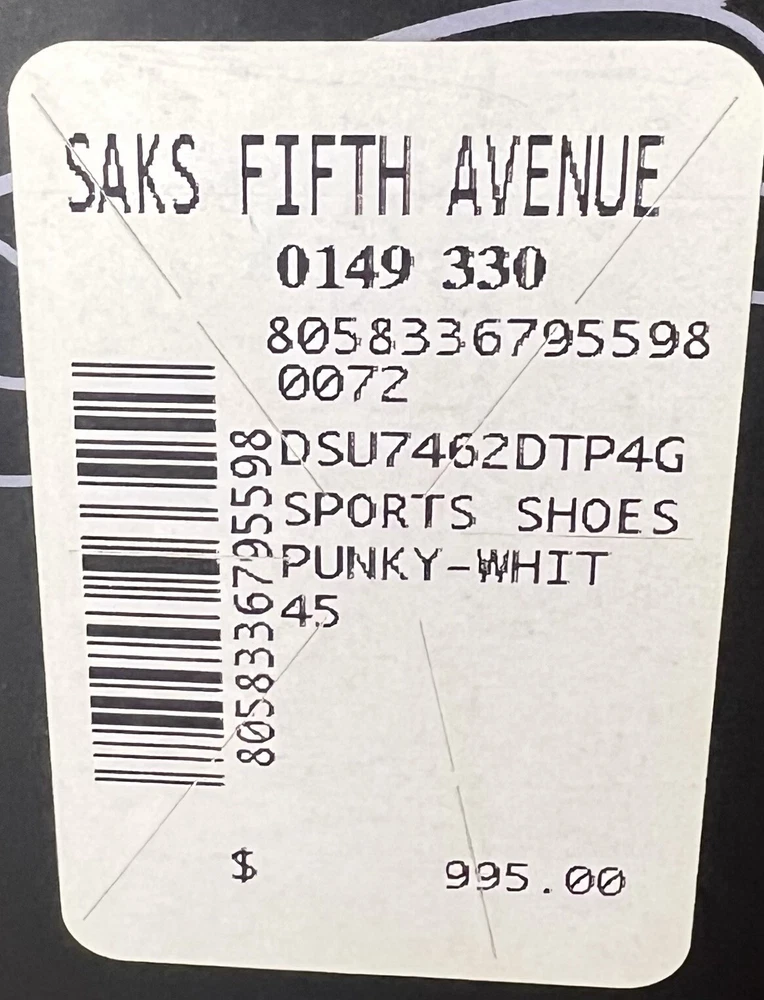 SAKS FIFTH AVENUE
0149 330
8058336795598
0072
DSU7462DTP4G
SPORTS SHOES
PUNKY-WHIT
45
8058336795598
$ 995.00